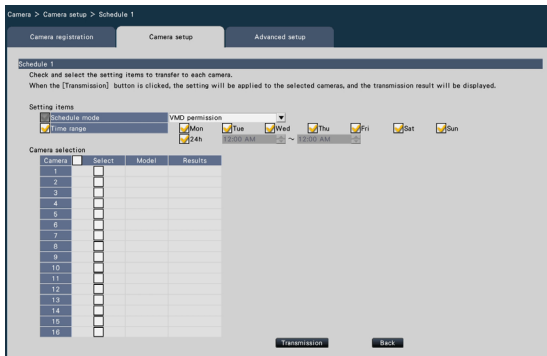 Camera > Camera setup > Schedule 1
Camera registration Camera setup Advanced setup
Schedule 1
Check and select the setting items to transfer to each camera.
When the [Transmission] button is clicked, the setting will be applied to the selected cameras, and the transmission result will be displayed.
Setting items
Schedule mode VMD permission
Time range Mon Tue Wed Thu Fri Sat Sun
24h 12:00 AM ~ 12:00 AM
Camera selection
Camera Select Model Results
1
2
3
4
5
6
7
8
9
10
11
12
13
14
15
16
Transmission Back